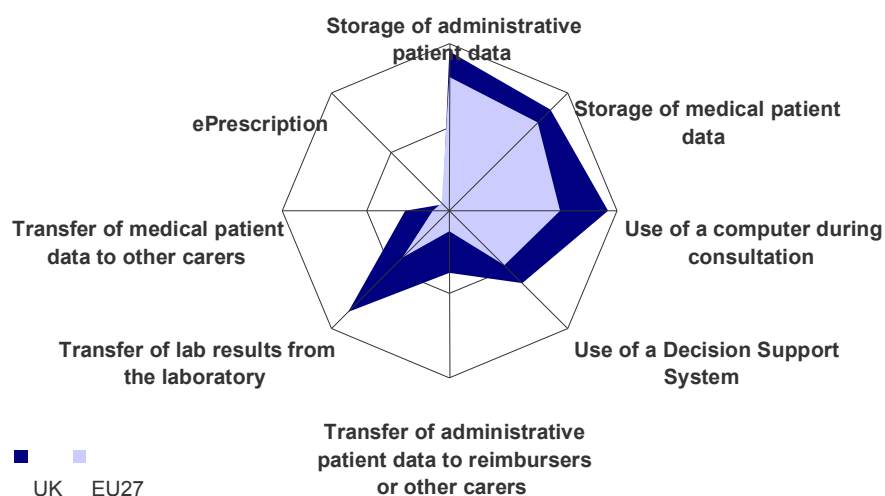 Storage of administrative
patient data
Storage of medical patient
data
Use of a computer during
consultation
Use of a Decision Support
System
Transfer of administrative
patient data to reimbursers
or other carers
Transfer of lab results from
the laboratory
Transfer of medical patient
data to other carers
ePrescription
UK EU27